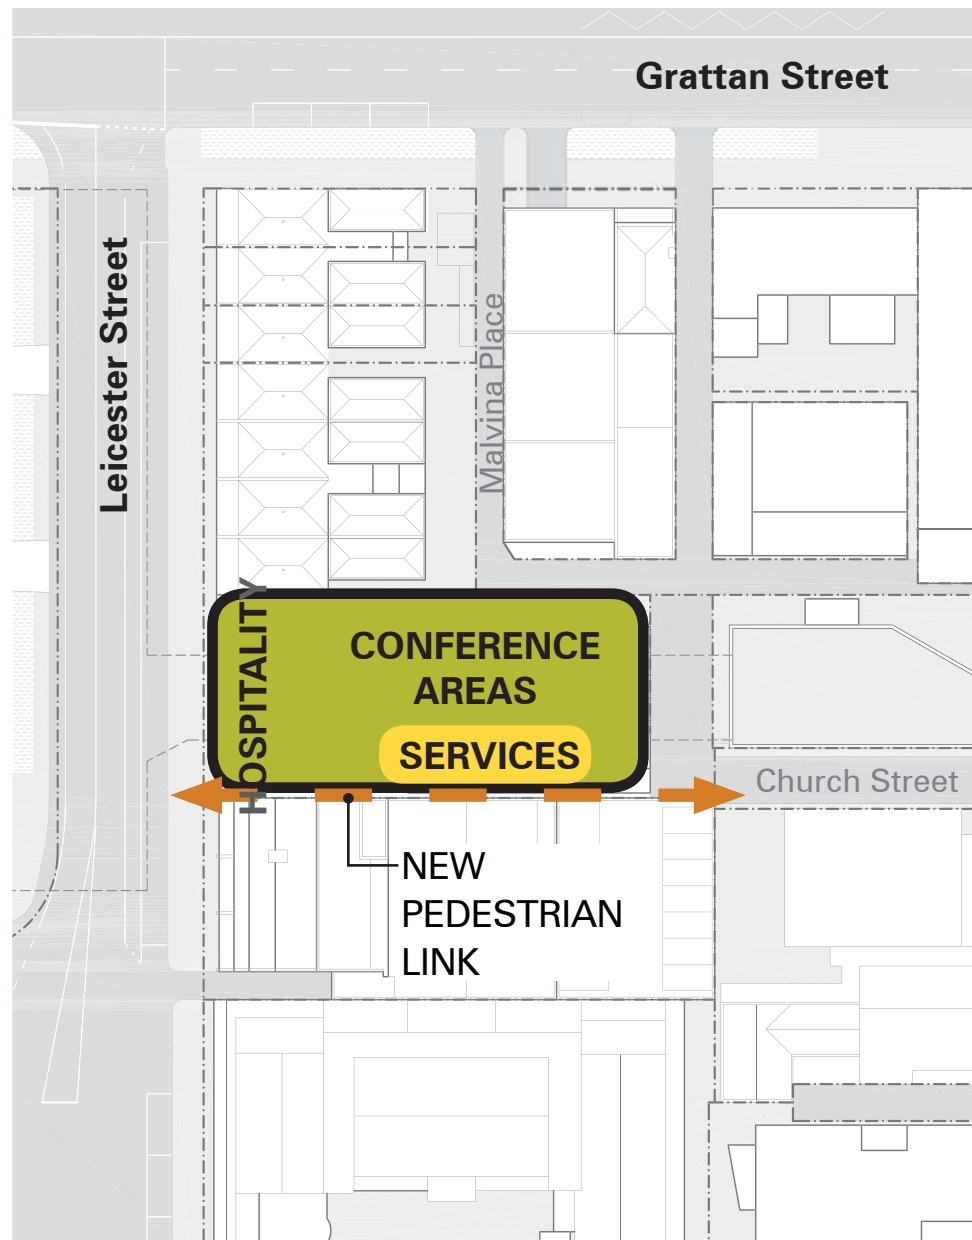 Grattan Street
Leicester Street
Malvina Place
HOSPITALITY
CONFERENCE
AREAS
SERVICES
Church Street
NEW
PEDESTRIAN
LINK